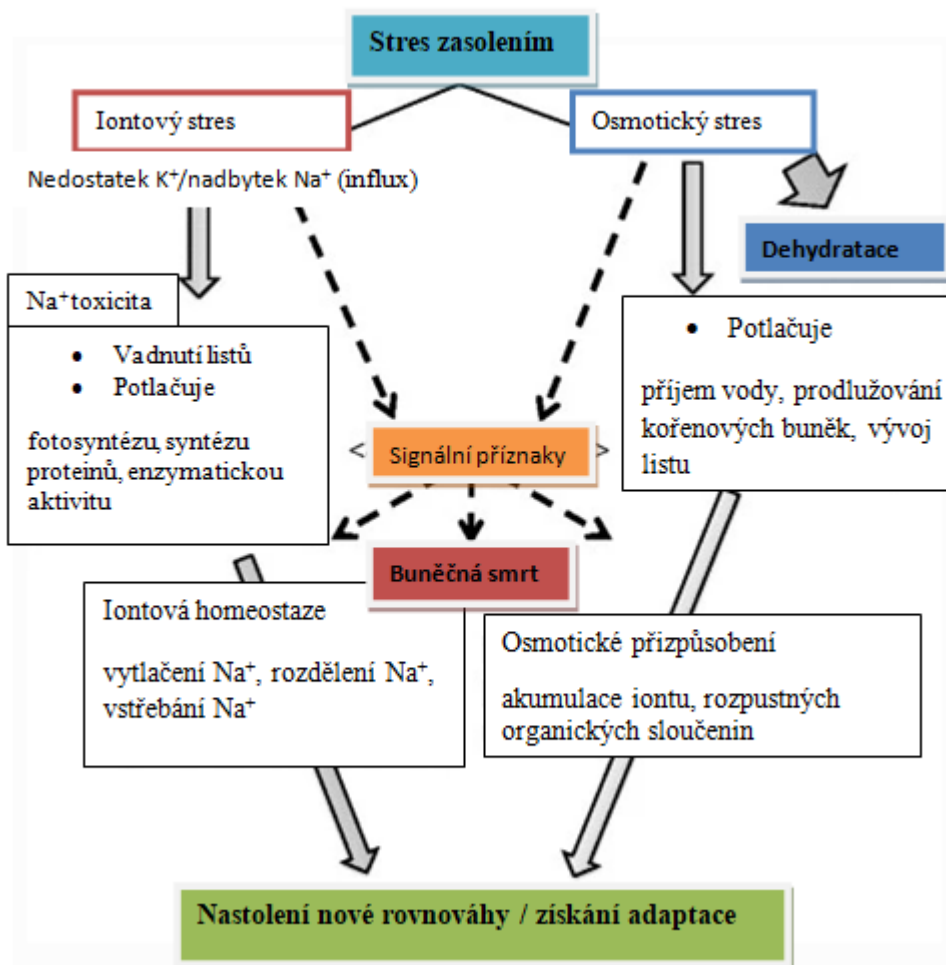 Stres zasolením
Iontový stres
Osmotický stres
Nedostatek K⁺/nadbytek Na⁺ (influx)
Dehydratace
Na⁺toxicita
• Vadnutí listů
• Potlačuje
fotosyntézu, syntézu
proteinů, enzymatickou
aktivitu
• Potlačuje
příjem vody, prodlužování
kořenových buněk, vývoj
listu
< Signální příznaky >
Buněčná smrt
Iontová homeostaze
vytlačení Na⁺, rozdělení Na⁺,
vstřebání Na⁺
Osmotické přizpůsobení
akumulace iontu, rozpustných
organických sloučenin
Nastolení nové rovnováhy / získání adaptace